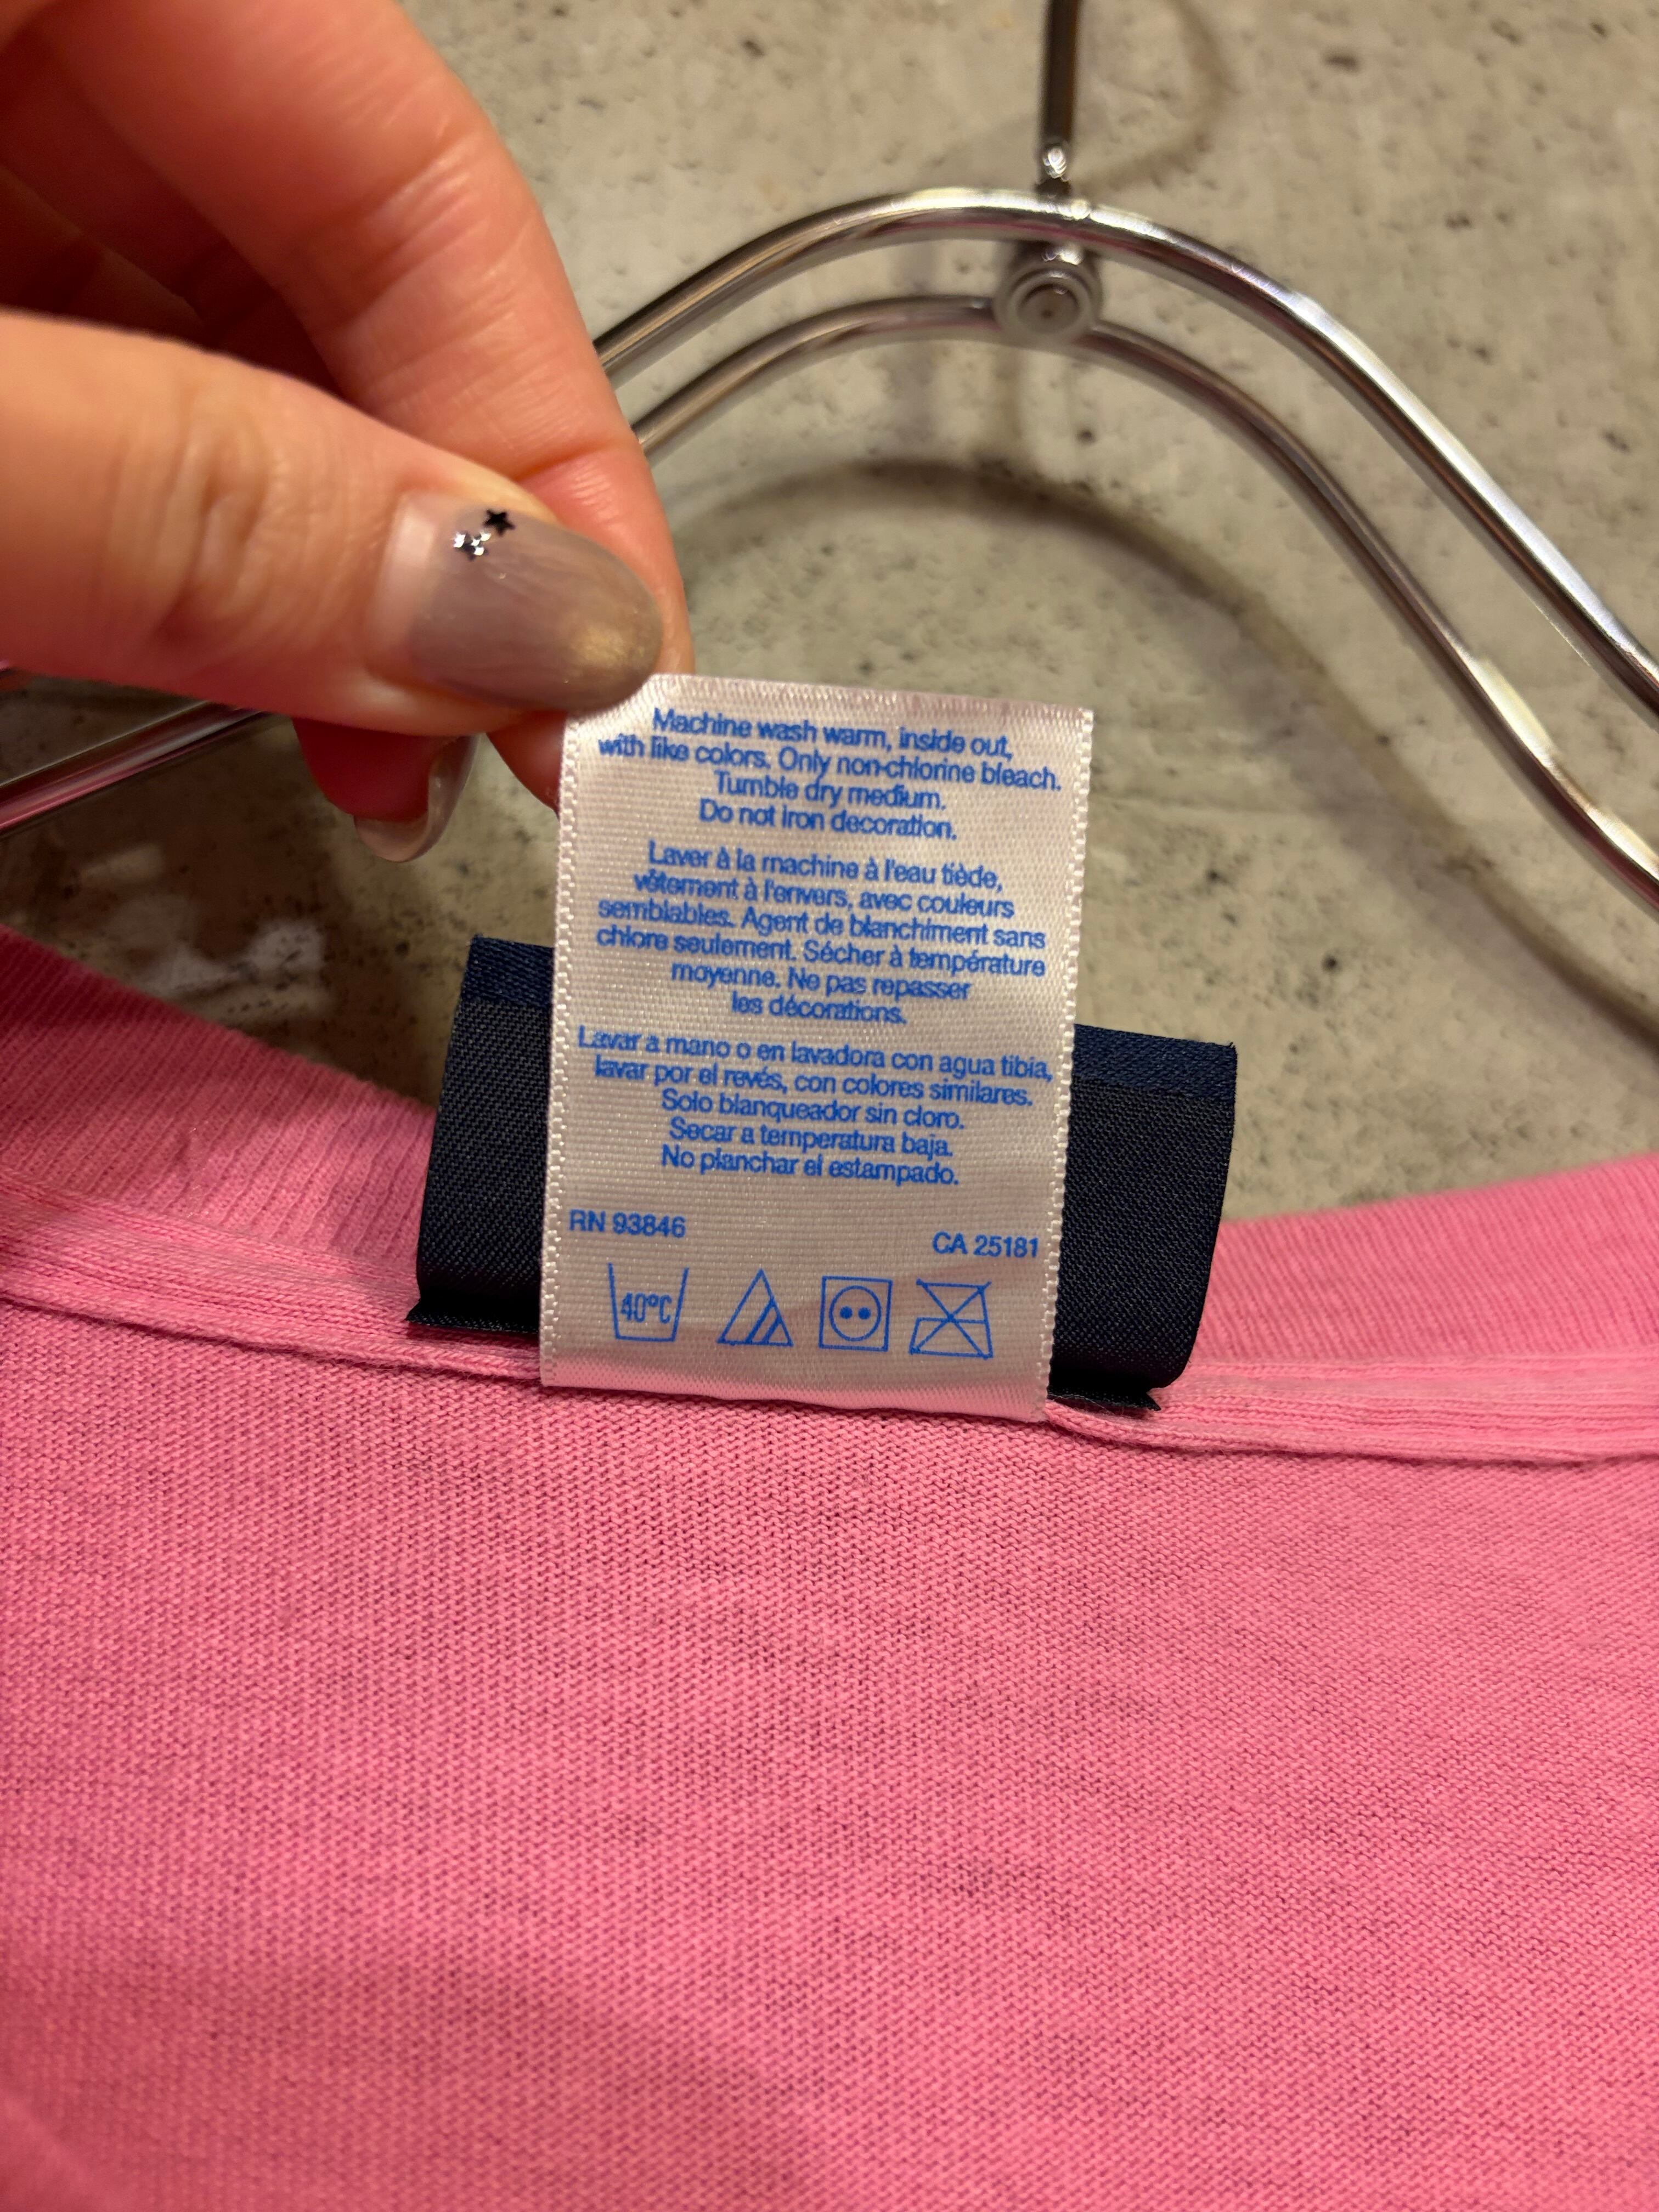 Machine wash warm, inside out,
with like colors. Only non-chlorine bleach.
Tumble dry medium.
Do not iron decoration.
Laver à la machine à l'eau tiède,
vêtement à l'envers, avec couleurs
semblables. Agent de blanchiment sans
chlore seulement. Sécher à température
moyenne. Ne pas repasser
les décorations.
Lavar a mano o en lavadora con agua tibia,
lavar por el revés, con colores similares.
Solo blanqueador sin cloro.
Secar a temperatura baja.
No planchar el estampado.
RN 93846 CA 25181
40°C